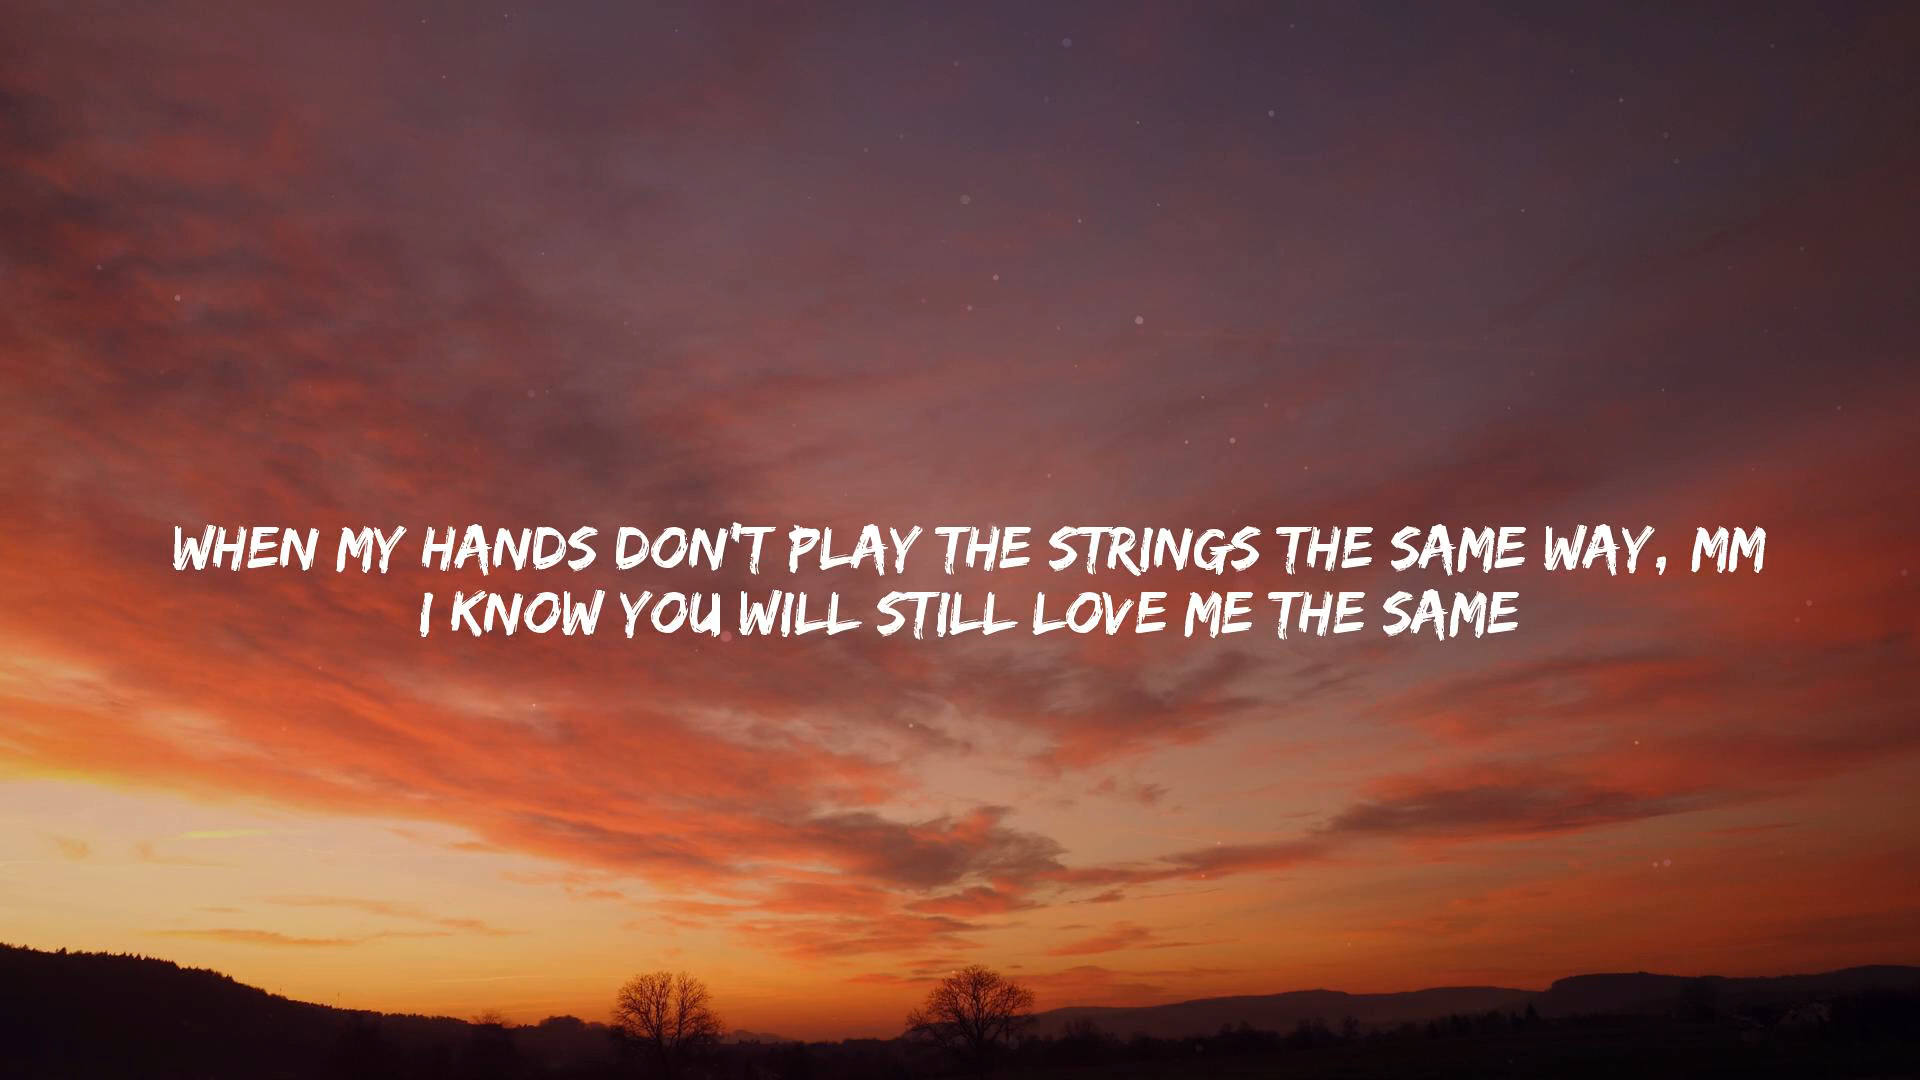 WHEN MY HANDS DON'T PLAY THE STRINGS THE SAME WAY, MM
I KNOW YOU WILL STILL LOVE ME THE SAME